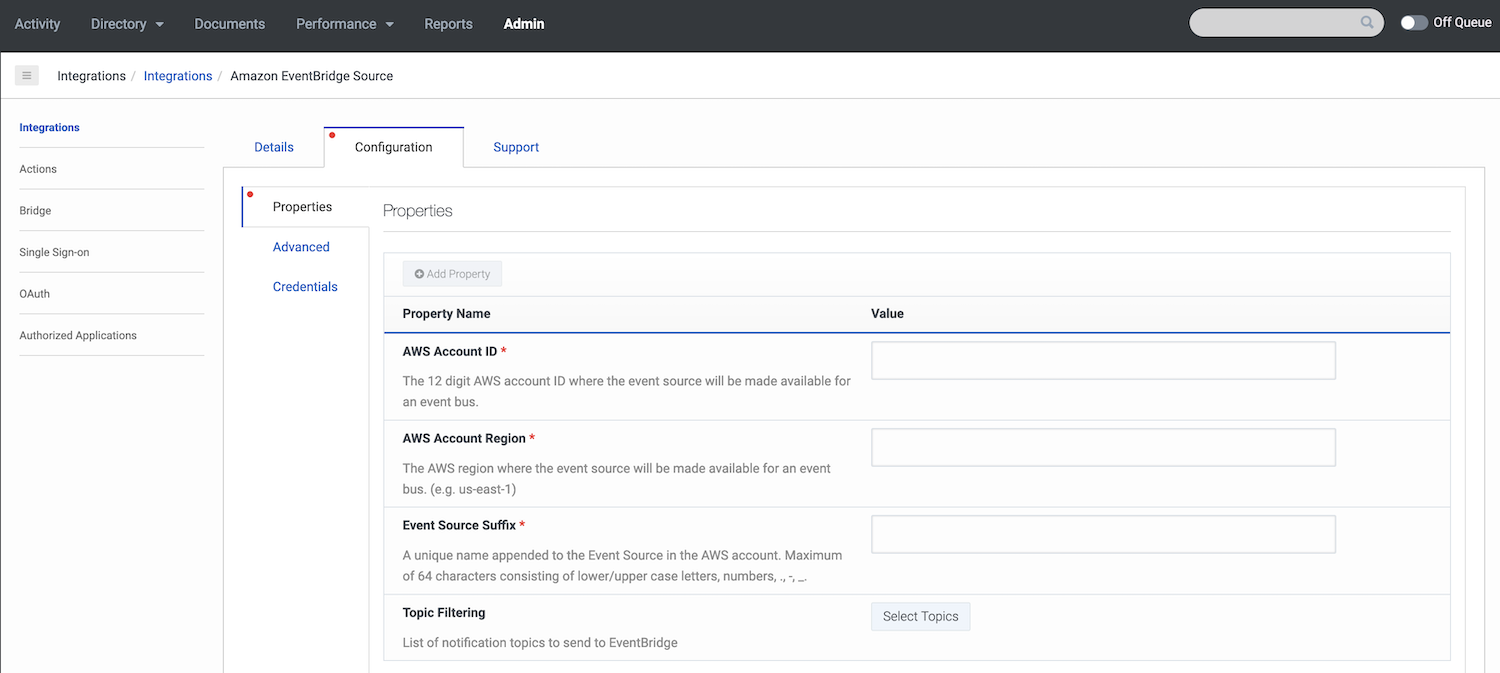 Activity Directory Documents Performance Reports Admin Off Queue
Integrations / Integrations / Amazon EventBridge Source
Integrations
Actions
Bridge
Single Sign-on
OAuth
Authorized Applications
Details Configuration Support
Properties
Advanced
Credentials
Properties
Add Property
Property Name Value
AWS Account ID *
The 12 digit AWS account ID where the event source will be made available for
an event bus.
AWS Account Region *
The AWS region where the event source will be made available for an event
bus. (e.g. us-east-1)
Event Source Suffix *
A unique name appended to the Event Source in the AWS account. Maximum
of 64 characters consisting of lower/upper case letters, numbers, ., -, _.
Topic Filtering
Select Topics
List of notification topics to send to EventBridge